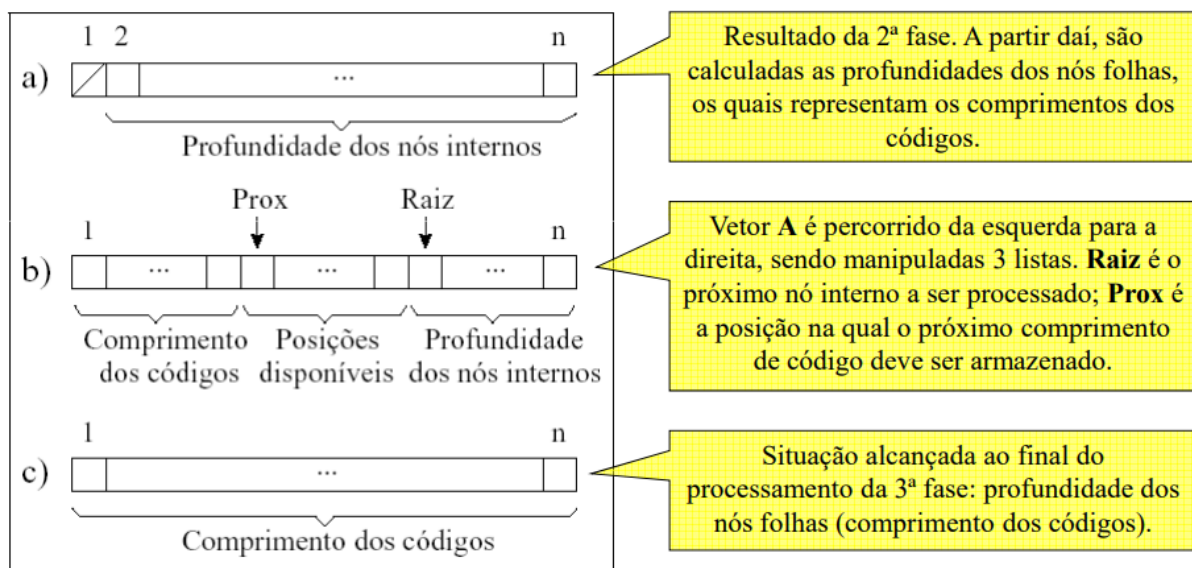 1 2 n
a) ...
Profundidade dos nós internos
Resultado da 2ª fase. A partir daí, são
calculadas as profundidades dos nós folhas,
os quais representam os comprimentos dos
códigos.
Prox Raiz
1 n
b) ... ... ...
Comprimento Posições Profundidade
dos códigos disponíveis dos nós internos
Vetor A é percorrido da esquerda para a
direita, sendo manipuladas 3 listas. Raiz é o
próximo nó interno a ser processado; Prox é
a posição na qual o próximo comprimento
de código deve ser armazenado.
1 n
c) ...
Comprimento dos códigos
Situação alcançada ao final do
processamento da 3ª fase: profundidade dos
nós folhas (comprimento dos códigos).